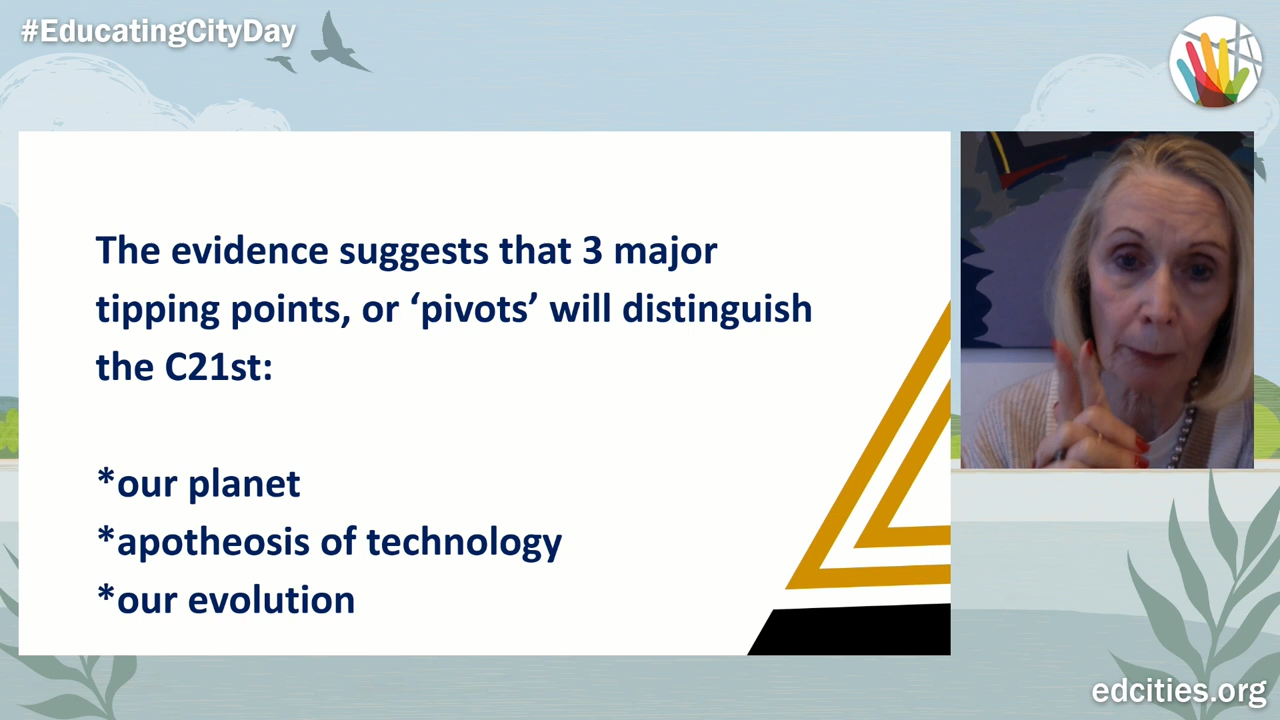 #EducatingCityDay
The evidence suggests that 3 major
tipping points, or ‘pivots’ will distinguish
the C21st:
*our planet
*apotheosis of technology
*our evolution
edcities.org